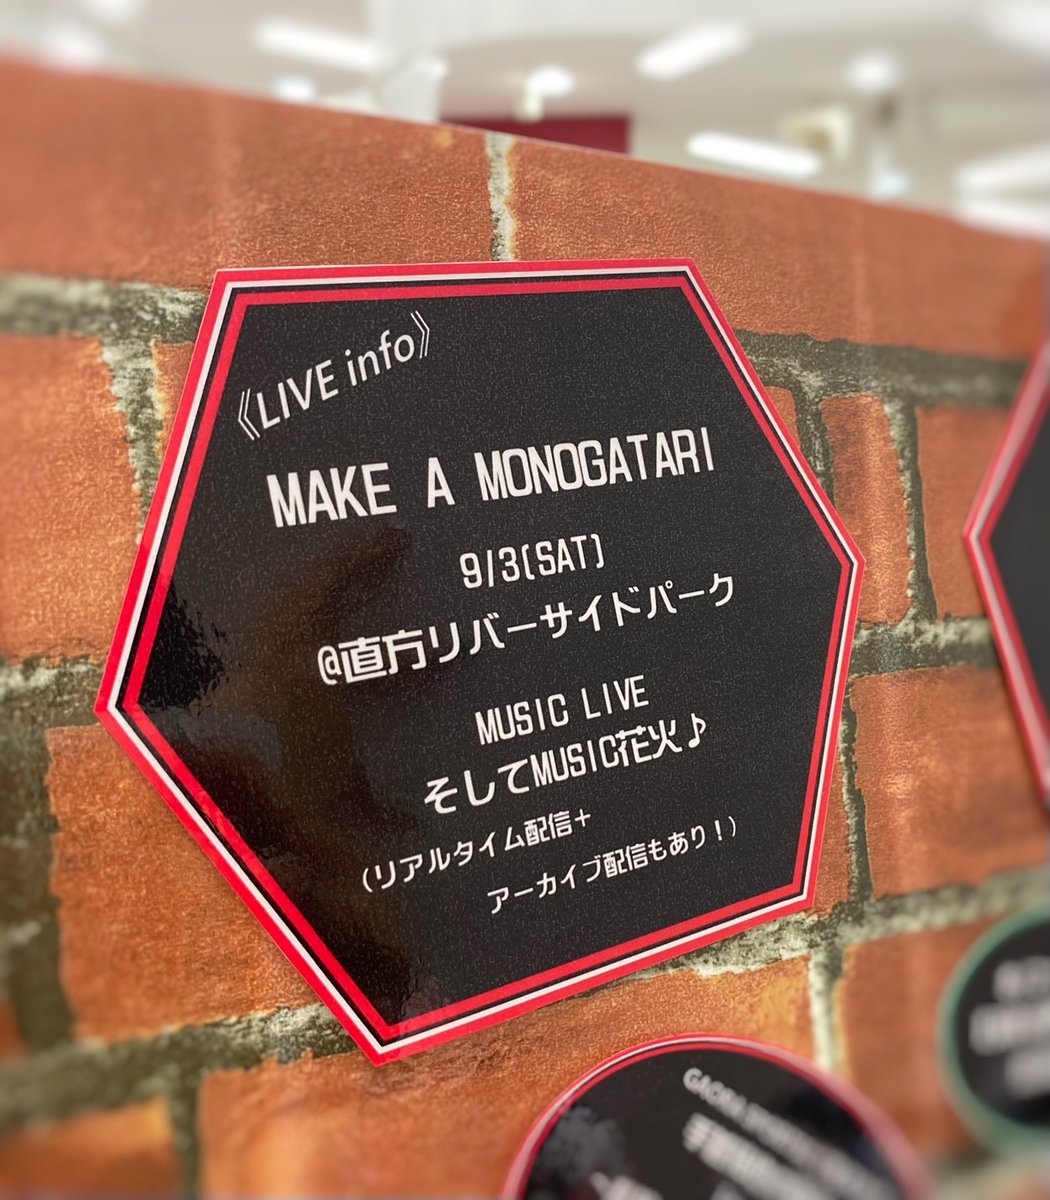 《LIVE info》
MAKE A MONOGATARI
9/3(SAT)
@直方リバーサイドパーク
MUSIC LIVE
そしてMUSIC花火♪
(リアルタイム配信+
アーカイブ配信もあり!)
GAORA